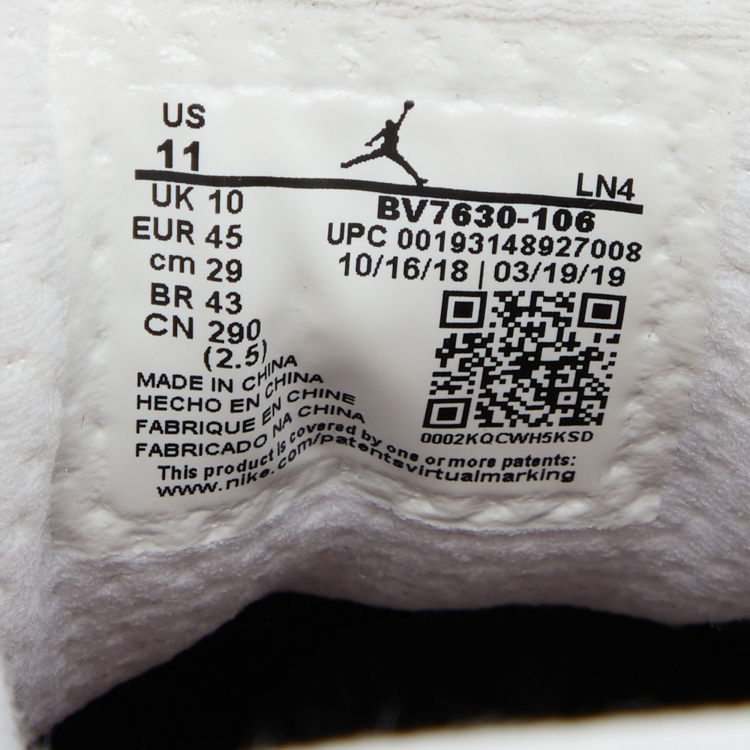 US
11
LN4
UK 10
BV7630-106
EUR 45
UPC 00193148927008
cm 29
10/16/18 | 03/19/19
BR 43
CN 290
(2.5)
MADE IN CHINA
HECHO EN CHINA
FABRIQUE EN CHINE
FABRICADO NA CHINA
0002KQCWH5KSD
This product is covered by one or more patents:
www.nike.com/patentsvirtualmarking